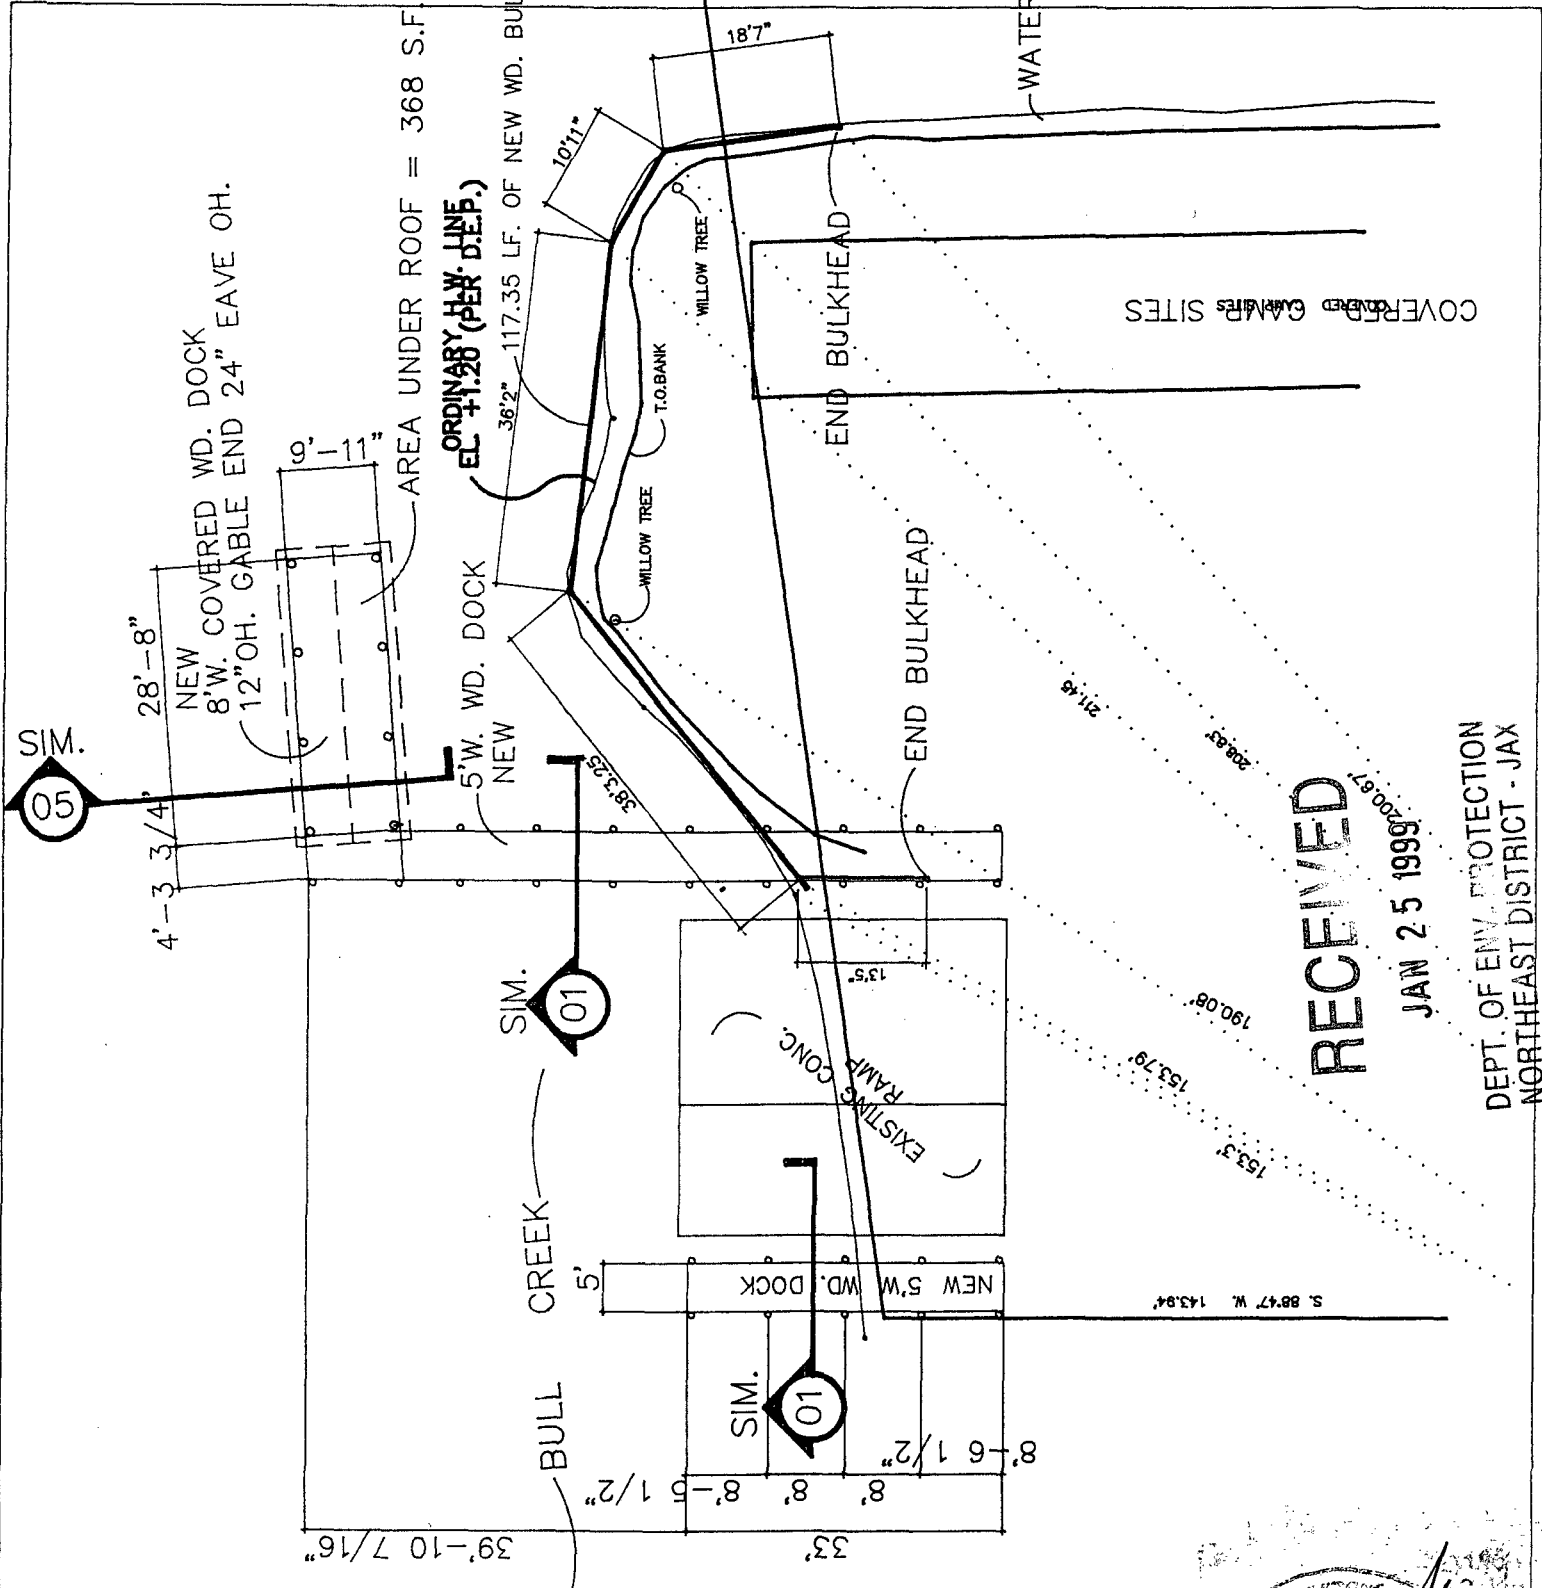 SIM.
05
28'-8"
4'-3 3/4'
NEW
8'W. COVERED WD. DOCK
12"OH. GABLE END 24" EAVE OH.
9'-11"
AREA UNDER ROOF = 368 S.F.
ORDINARY H.W. LINE
EL. +1.20 (PER D.E.P.)
36'2"
117.35 LF. OF NEW WD. BUL
10'11"
18'7"
WATER
5'W. WD. DOCK
NEW
38'3.25"
WILLOW TREE
T.O.BANK
WILLOW TREE
END BULKHEAD
COVERED CAMP SITES
END BULKHEAD
SIM.
01
13'5"
EXISTING CONC.
RAMP
BULL CREEK
5'
NEW 5'W WD. DOCK
SIM.
01
8'-5 1/2"
8'
8'
8'-6 1/2"
39'-10 7/16"
33'
211.45
208.83'
200.67'
190.08'
153.79'
153.3'
S. 88°47' W. 143.94'
RECEIVED
JAN 25 1999
DEPT. OF ENV. PROTECTION
NORTHEAST DISTRICT - JAX